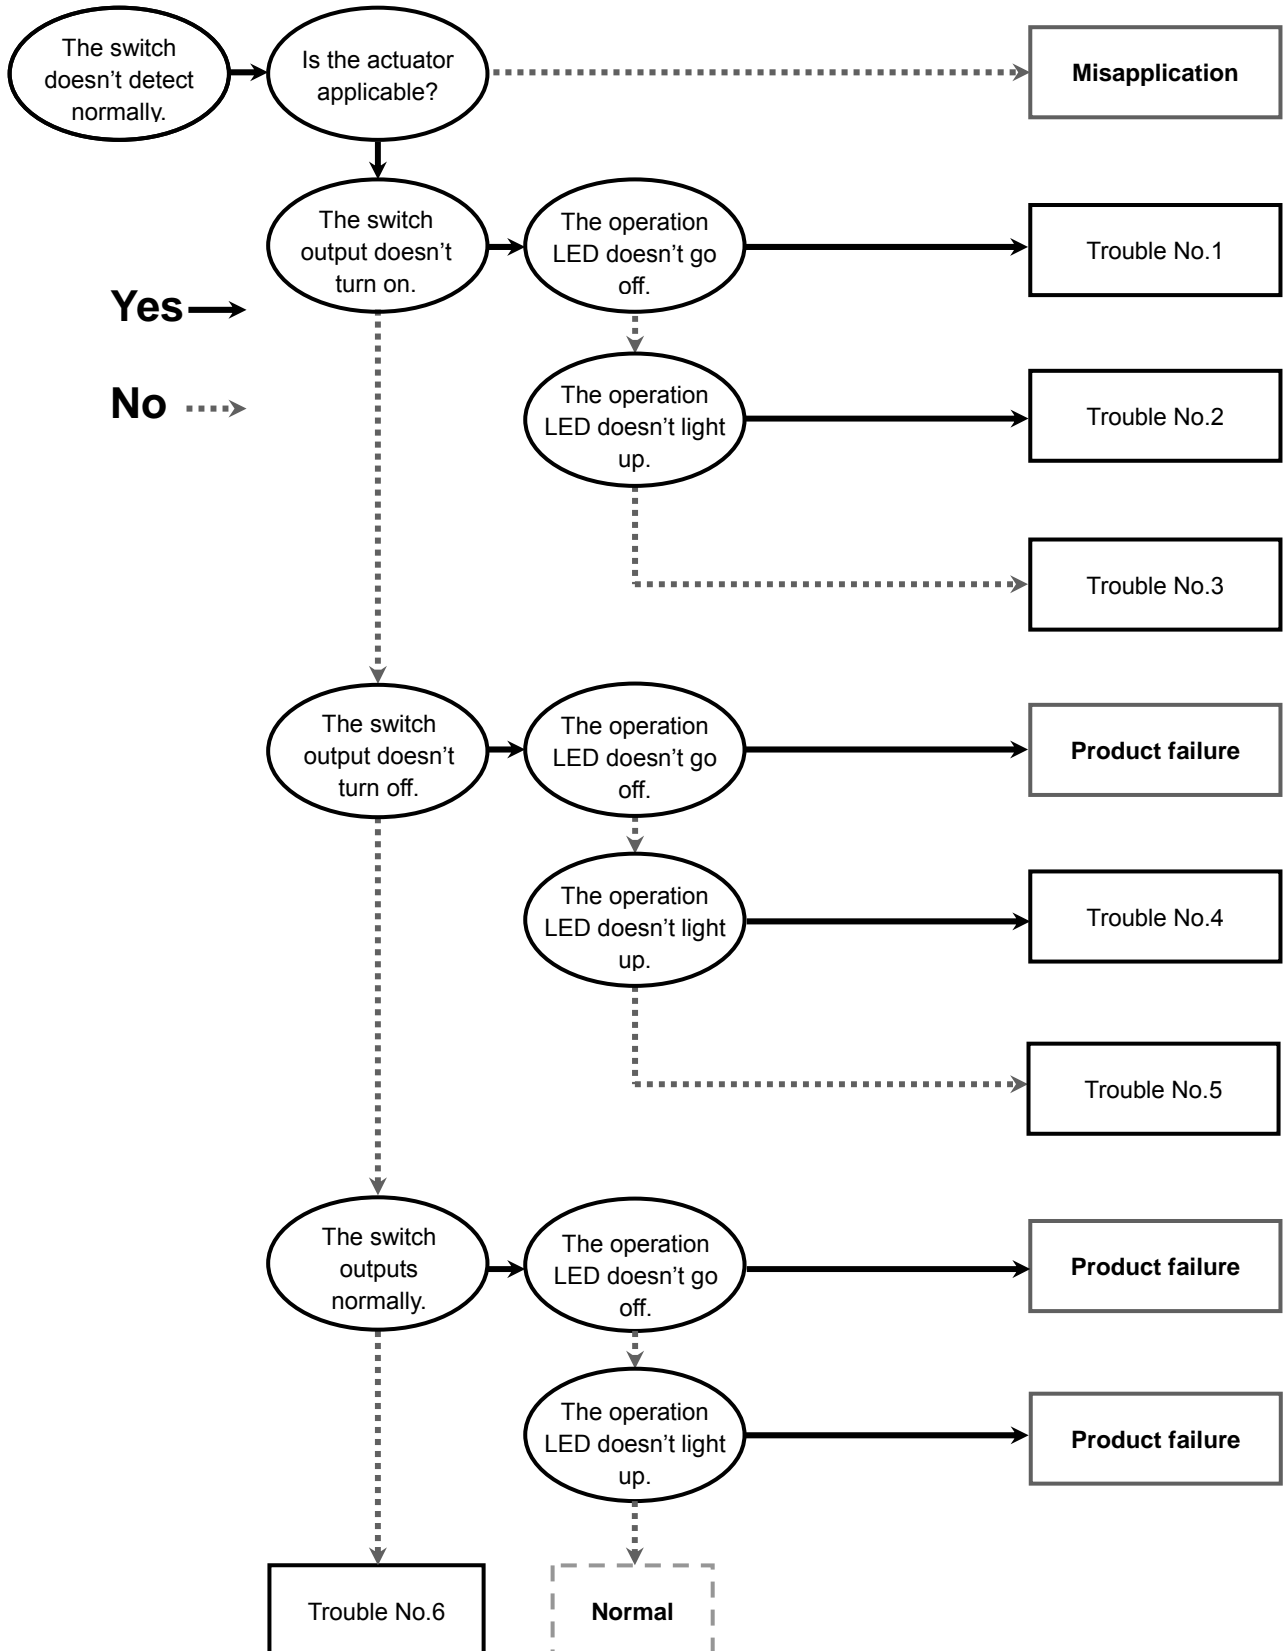 The switch
doesn’t detect
normally.
Is the actuator
applicable?
Misapplication
The switch
output doesn’t
turn on.
The operation
LED doesn’t go
off.
Trouble No.1
Yes
No
The operation
LED doesn’t light
up.
Trouble No.2
Trouble No.3
The switch
output doesn’t
turn off.
The operation
LED doesn’t go
off.
Product failure
The operation
LED doesn’t light
up.
Trouble No.4
Trouble No.5
The switch
outputs
normally.
The operation
LED doesn’t go
off.
Product failure
The operation
LED doesn’t light
up.
Product failure
Trouble No.6
Normal